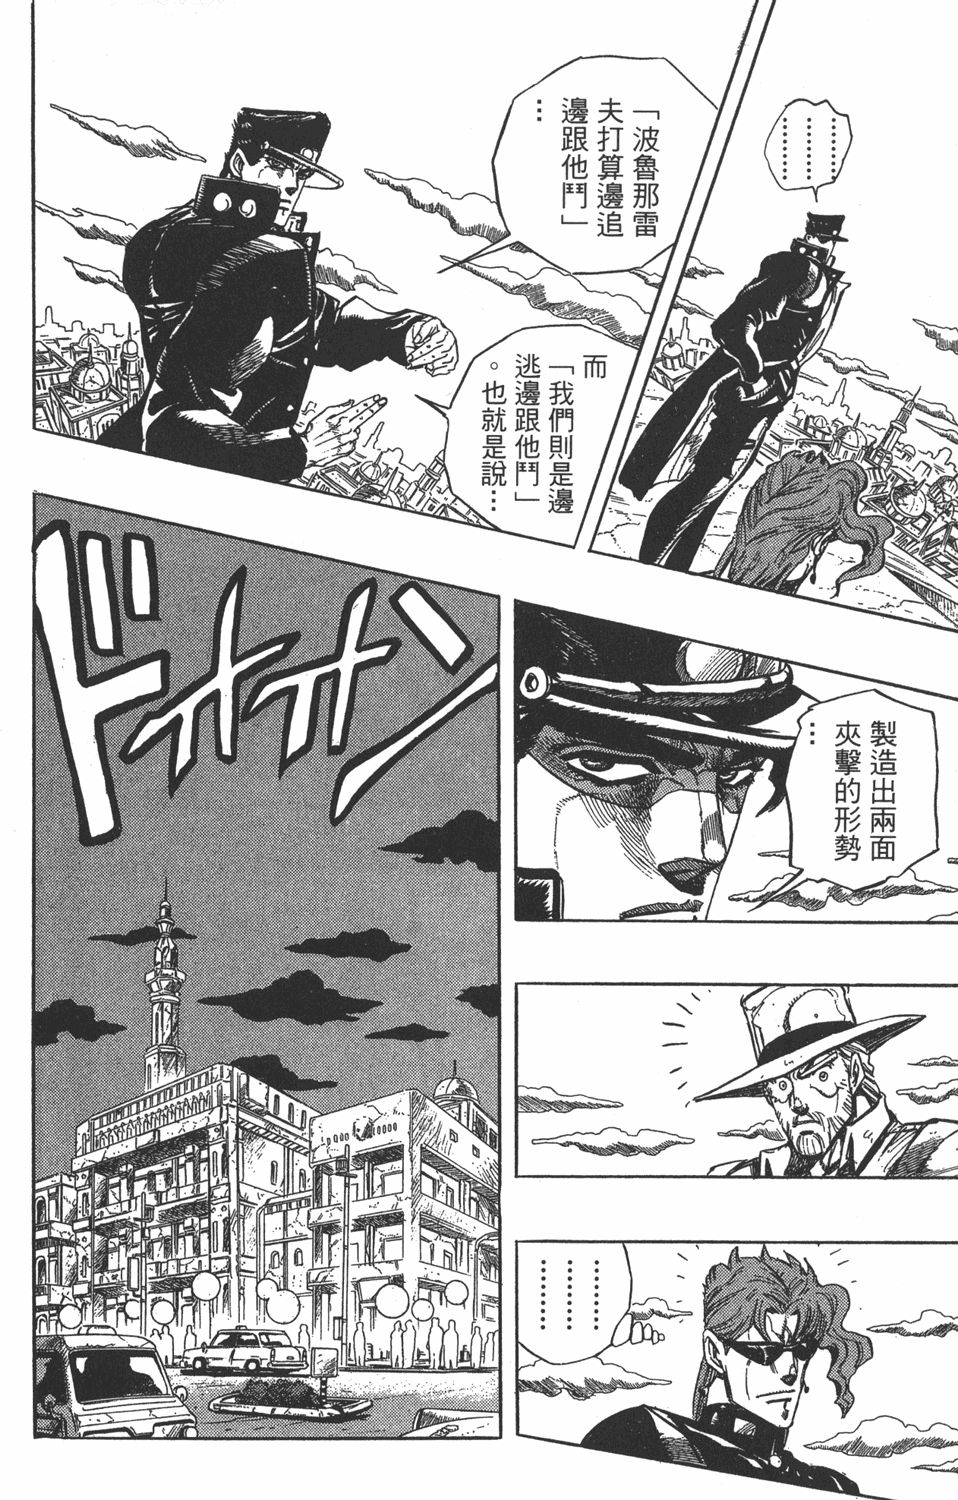 ………
「波魯那雷
夫打算邊追
邊跟他鬥」
…
而
「我們則是邊
逃邊跟他鬥」
。也就是說…
製造出兩面
夾擊的形勢
…
………
ドオオン